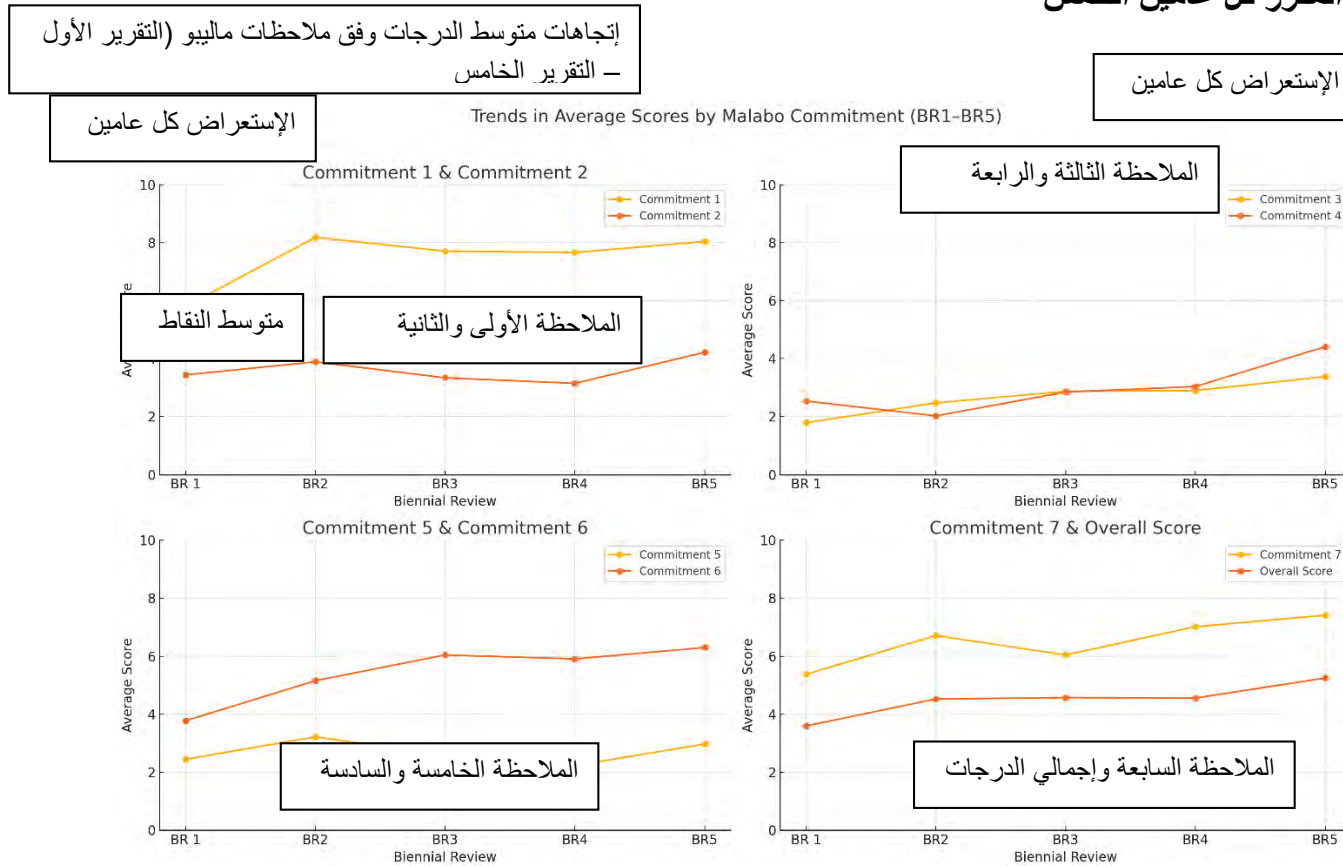 إتجاهات متوسط الدرجات وفق ملاحظات ماليبو (التقرير الأول
– التقرير الخامس
الإستعراض كل عامين
الإستعراض كل عامين
Trends in Average Scores by Malabo Commitment (BR1–BR5)
Commitment 1 & Commitment 2
Commitment 1
Commitment 2
10
8
2
0
متوسط النقاط
الملاحظة الأولى والثانية
BR 1 BR2 BR3 BR4 BR5
Biennial Review
الملاحظة الثالثة والرابعة
Commitment 3
Commitment 4
Average Score
10
8
6
4
2
0
BR 1 BR2 BR3 BR4 BR5
Biennial Review
Commitment 5 & Commitment 6
Commitment 5
Commitment 6
Average Score
10
8
6
4
2
0
الملاحظة الخامسة والسادسة
BR 1 BR2 BR3 BR4 BR5
Biennial Review
Commitment 7 & Overall Score
Commitment 7
Overall Score
Average Score
10
8
6
4
2
0
الملاحظة السابعة وإجمالي الدرجات
BR 1 BR2 BR3 BR4 BR5
Biennial Review